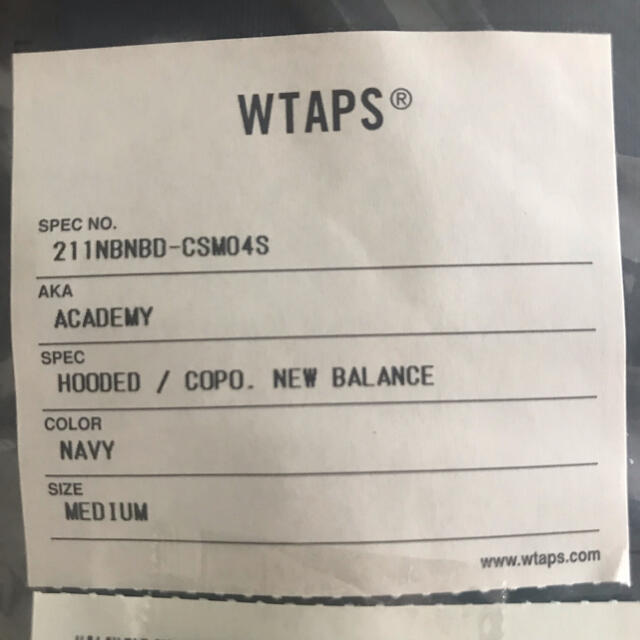 WTAPS®
SPEC NO.
211NBNBD-CSM04S
AKA
ACADEMY
SPEC
HOODED / COPO. NEW BALANCE
COLOR
NAVY
SIZE
MEDIUM
www.wtaps.com